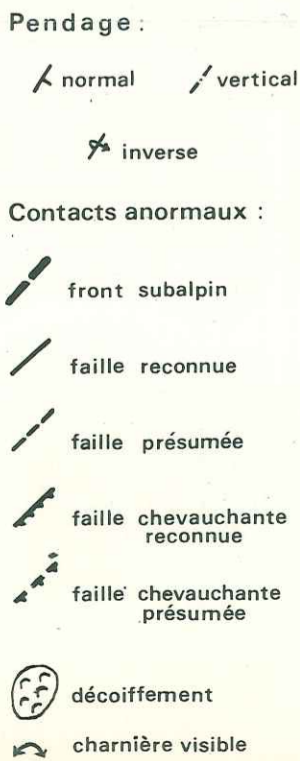 Pendage :
normal vertical
inverse
Contacts anormaux :
front subalpin
faille reconnue
faille présumée
faille chevauchante
reconnue
faille chevauchante
présumée
décoiffement
charnière visible